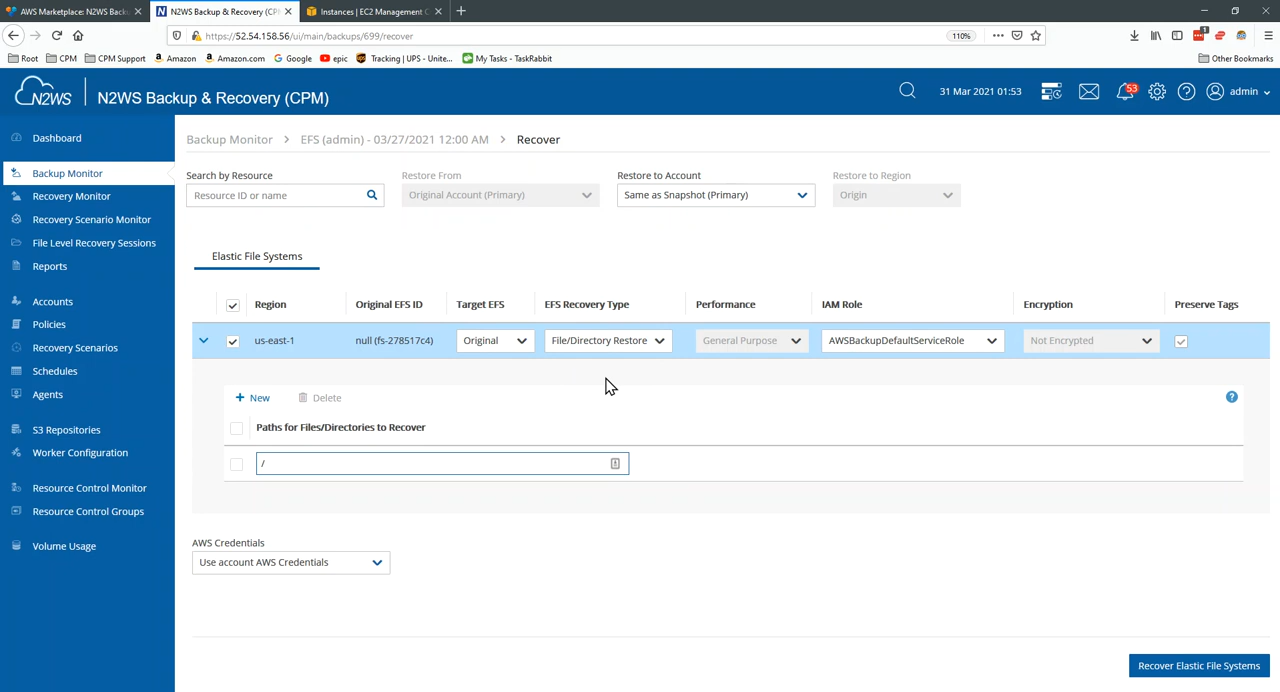 AWS Marketplace: N2WS Backu
N2WS Backup & Recovery (CP
Instances | EC2 Management C
https://52.54.158.56/ui/main/backups/699/recover
110%
Root
CPM
CPM Support
Amazon
Amazon.com
Google
epic
Tracking | UPS - Unite...
My Tasks - TaskRabbit
Other Bookmarks
N2WS
N2WS Backup & Recovery (CPM)
31 Mar 2021 01:53
53
admin
Dashboard
Backup Monitor
Recovery Monitor
Recovery Scenario Monitor
File Level Recovery Sessions
Reports
Accounts
Policies
Recovery Scenarios
Schedules
Agents
S3 Repositories
Worker Configuration
Resource Control Monitor
Resource Control Groups
Volume Usage
Backup Monitor > EFS (admin) - 03/27/2021 12:00 AM > Recover
Search by Resource
Resource ID or name
Restore From
Original Account (Primary)
Restore to Account
Same as Snapshot (Primary)
Restore to Region
Origin
Elastic File Systems
Region Original EFS ID Target EFS EFS Recovery Type Performance IAM Role Encryption Preserve Tags
us-east-1 null (fs-278517c4) Original File/Directory Restore General Purpose AWSBackupDefaultServiceRole Not Encrypted
+ New Delete
?
Paths for Files/Directories to Recover
/
AWS Credentials
Use account AWS Credentials
Recover Elastic File Systems